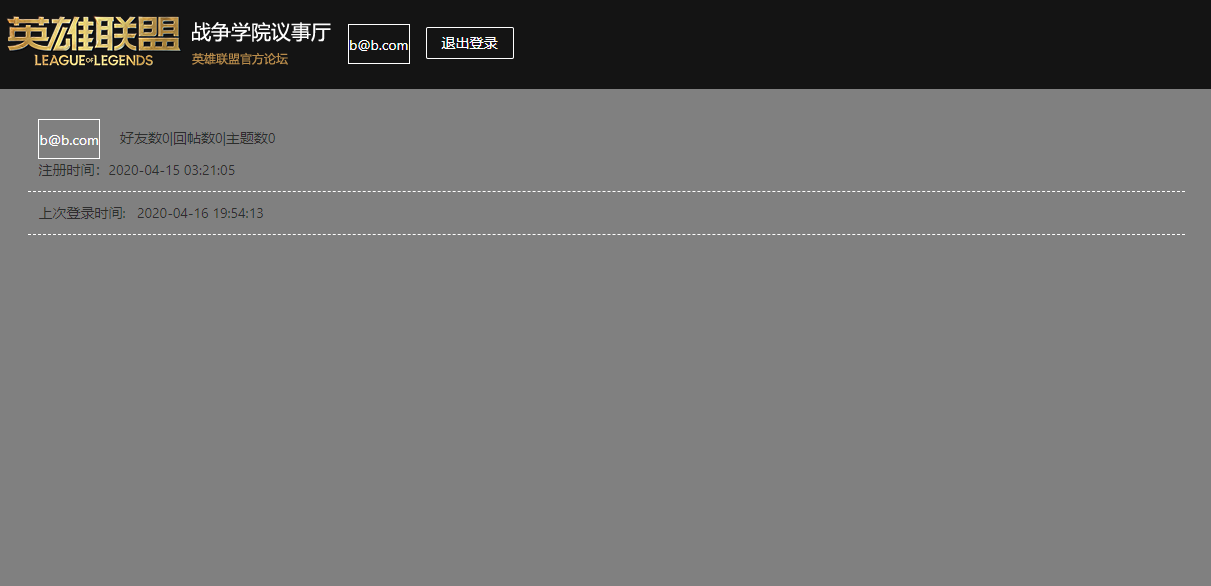 英雄联盟
LEAGUE OF LEGENDS
战争学院议事厅
英雄联盟官方论坛
b@b.com
退出登录
b@b.com
好友数0|回帖数0|主题数0
注册时间：2020-04-15 03:21:05
上次登录时间: 2020-04-16 19:54:13